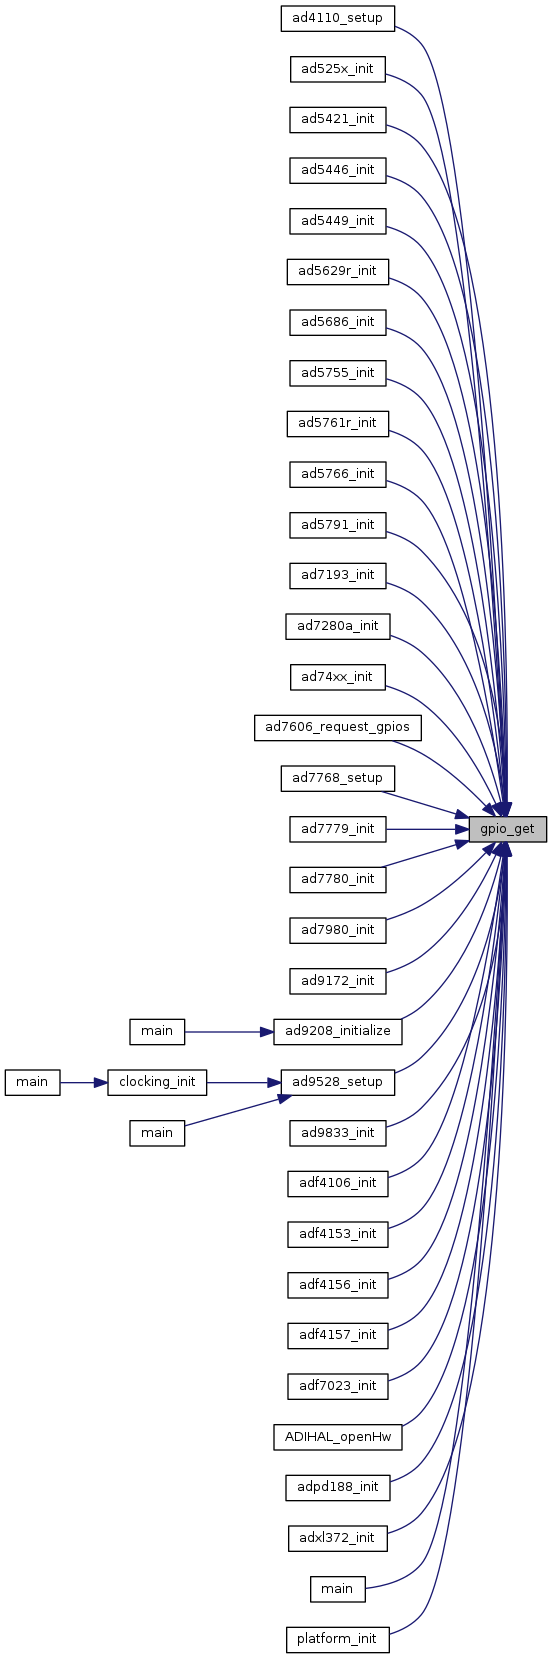 ad4110_setup
ad525x_init
ad5421_init
ad5446_init
ad5449_init
ad5629r_init
ad5686_init
ad5755_init
ad5761r_init
ad5766_init
ad5791_init
ad7193_init
ad7280a_init
ad74xx_init
ad7606_request_gpios
ad7768_setup
gpio_get
ad7779_init
ad7780_init
ad7980_init
ad9172_init
main
ad9208_initialize
main
clocking_init
ad9528_setup
main
ad9833_init
adf4106_init
adf4153_init
adf4156_init
adf4157_init
adf7023_init
ADIHAL_openHw
adpd188_init
adxl372_init
main
platform_init